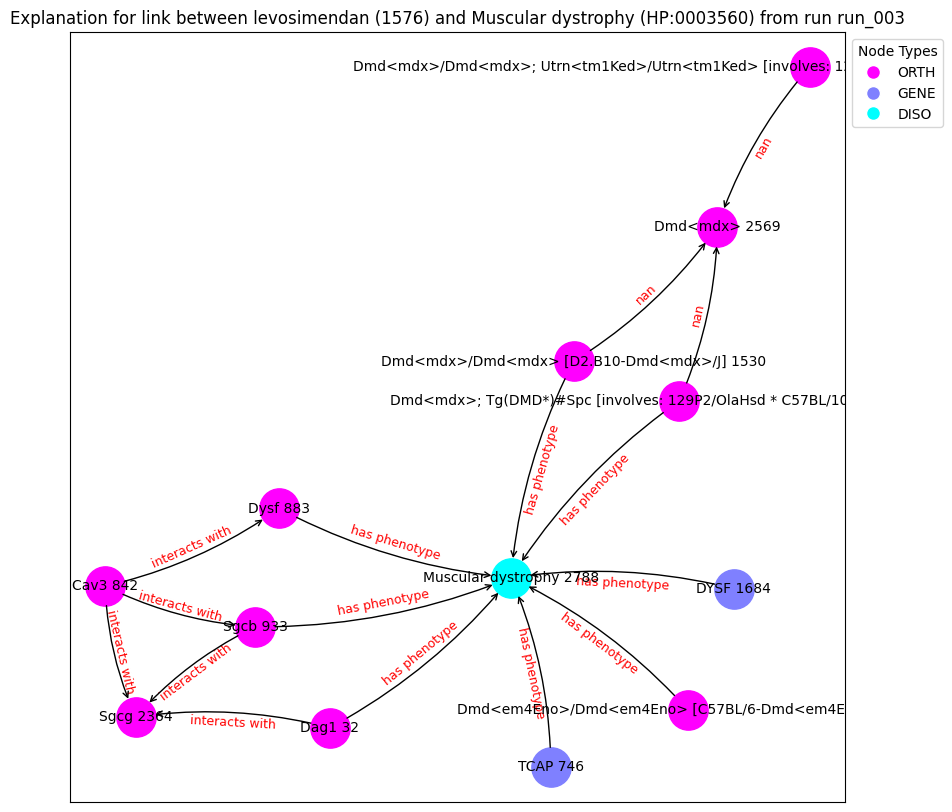 Explanation for link between levosimendan (1576) and Muscular dystrophy (HP:0003560) from run run_003
Node Types
ORTH
GENE
DISO
Dmd<mdx>/Dmd<mdx>; Utrn<tm1Ked>/Utrn<tm1Ked> [involves: 12
nan
Dmd<mdx> 2569
nan
nan
Dmd<mdx>/Dmd<mdx> [D2.B10-Dmd<mdx>/J] 1530
Dmd<mdx>; Tg(DMD*)#Spc [involves: 129P2/OlaHsd * C57BL/10
has phenotype
has phenotype
Dysf 883
has phenotype
interacts with
Muscular dystrophy 2788
has phenotype
DYSF 1684
Cav3 842
interacts with
has phenotype
Sgcb 933
interacts with
interacts with
has phenotype
has phenotype
has phenotype
Sgcg 2364
interacts with
Dag1 32
Dmd<em4Eno>/Dmd<em4Eno> [C57BL/6-Dmd<em4E
TCAP 746